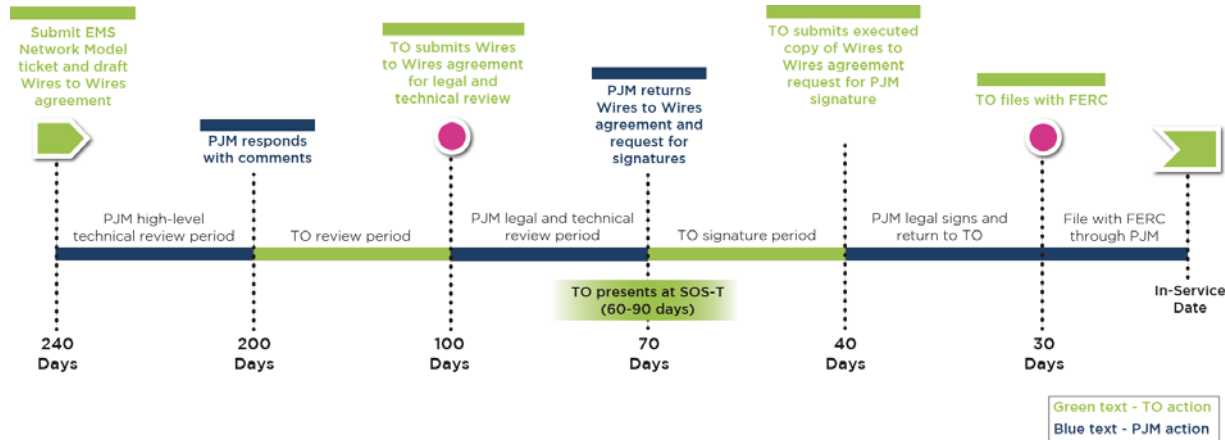 Submit EMS
Network Model
ticket and draft
Wires to Wires
agreement
PJM responds
with comments
TO submits Wires
to Wires agreement
for legal and
technical review
PJM returns
Wires to Wires
agreement and
request for
signatures
TO submits executed
copy of Wires to
Wires agreement
request for PJM
signature
TO files with FERC
PJM high-level
technical review period
TO review period
PJM legal and technical
review period
TO signature period
PJM legal signs and
return to TO
File with FERC
through PJM
TO presents at SOS-T
(60-90 days)
In-Service
Date
240
Days
200
Days
100
Days
70
Days
40
Days
30
Days
Green text - TO action
Blue text - PJM action